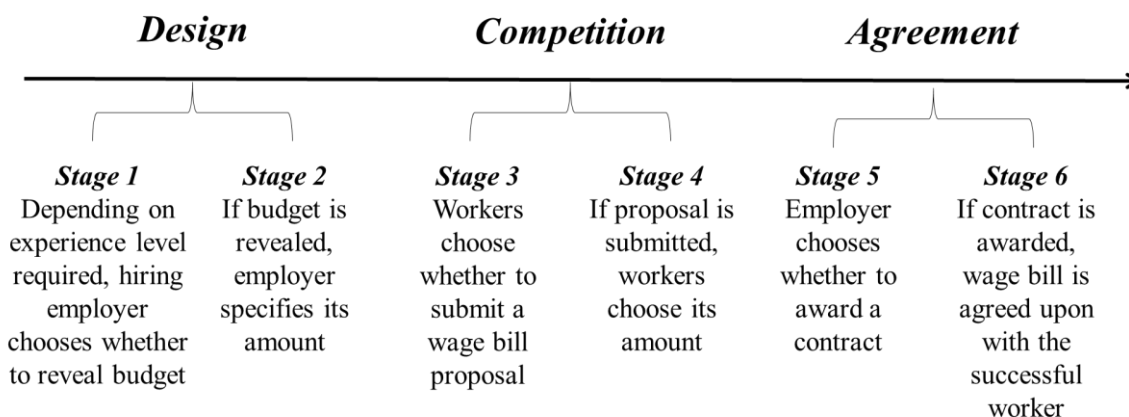 Design
Competition
Agreement
Stage 1
Depending on
experience level
required, hiring
employer
chooses whether
to reveal budget
Stage 2
If budget is
revealed,
employer
specifies its
amount
Stage 3
Workers
choose
whether to
submit a
wage bill
proposal
Stage 4
If proposal is
submitted,
workers
choose its
amount
Stage 5
Employer
chooses
whether to
award a
contract
Stage 6
If contract is
awarded,
wage bill is
agreed upon
with the
successful
worker